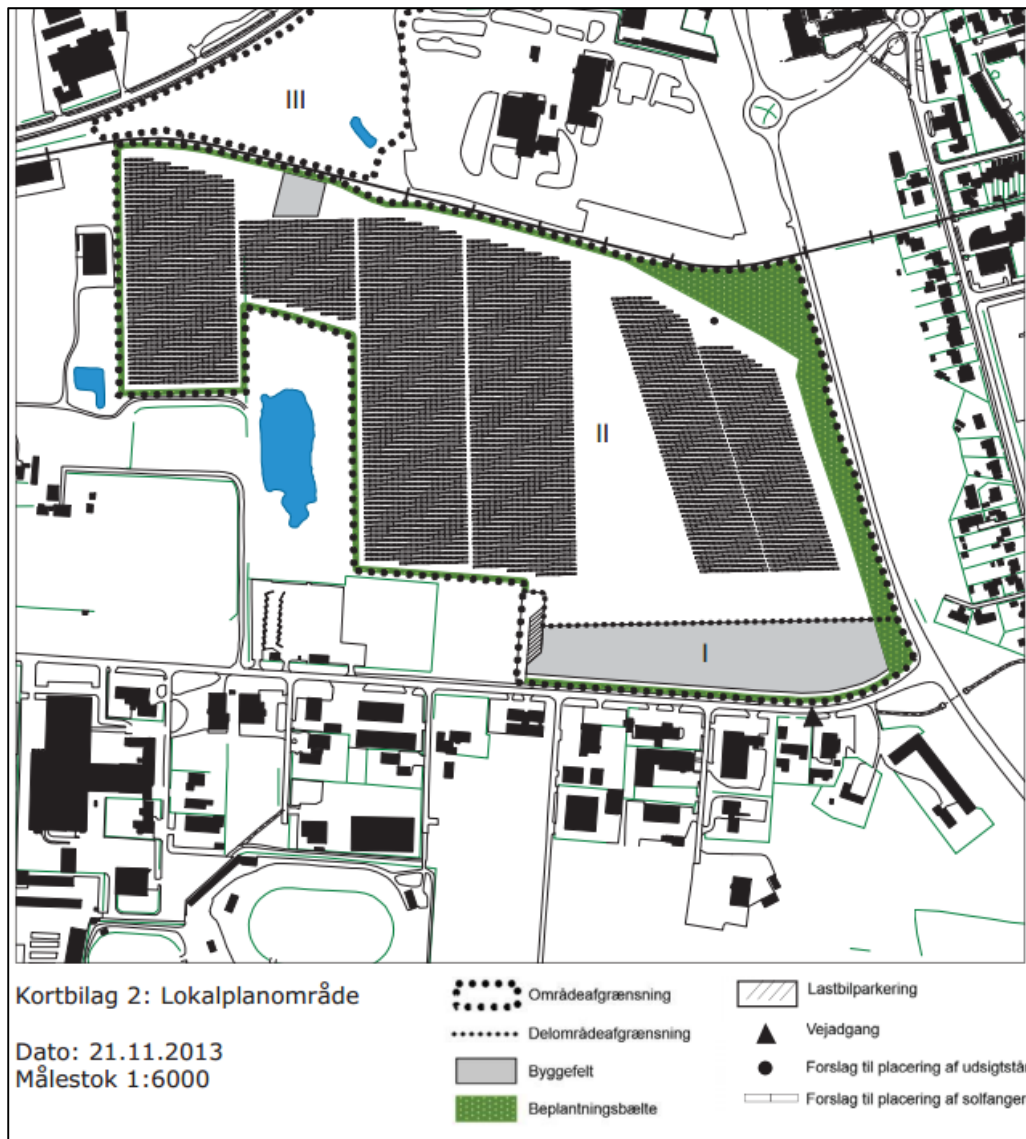 III
II
I
Kortbilag 2: Lokalplanområde
Dato: 21.11.2013
Målestok 1:6000
Områdeafgrænsning
Delområdeafgrænsning
Byggefelt
Beplantningsbælte
Lastbilparkering
Vejadgang
Forslag til placering af udsigtstår
Forslag til placering af solfanger